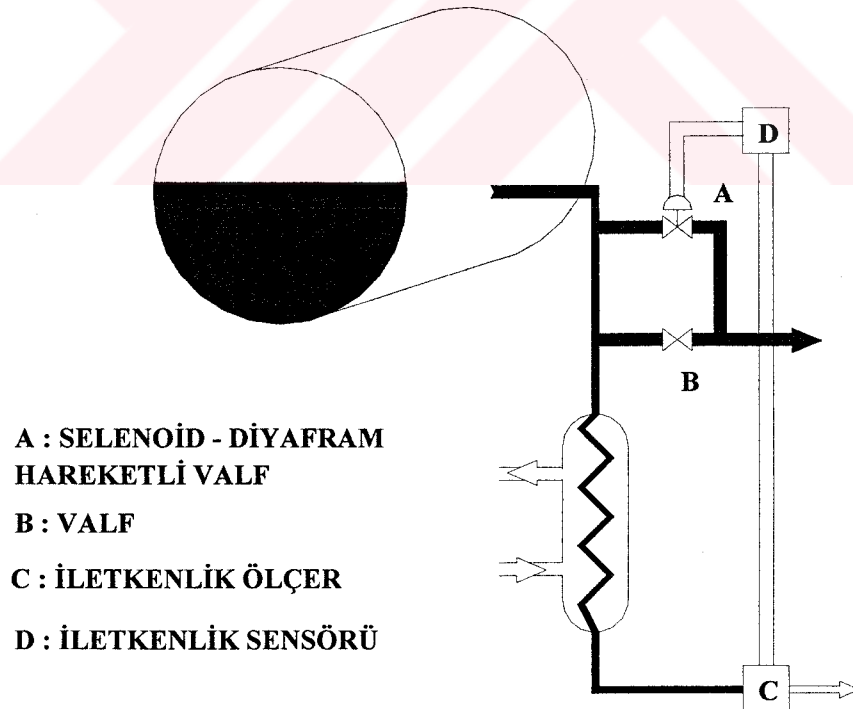 D
A
B
A : SELENOİD - DİYAFRAM
HAREKETLİ VALF
B : VALF
C : İLETKENLİK ÖLÇER
D : İLETKENLİK SENSÖRÜ
C